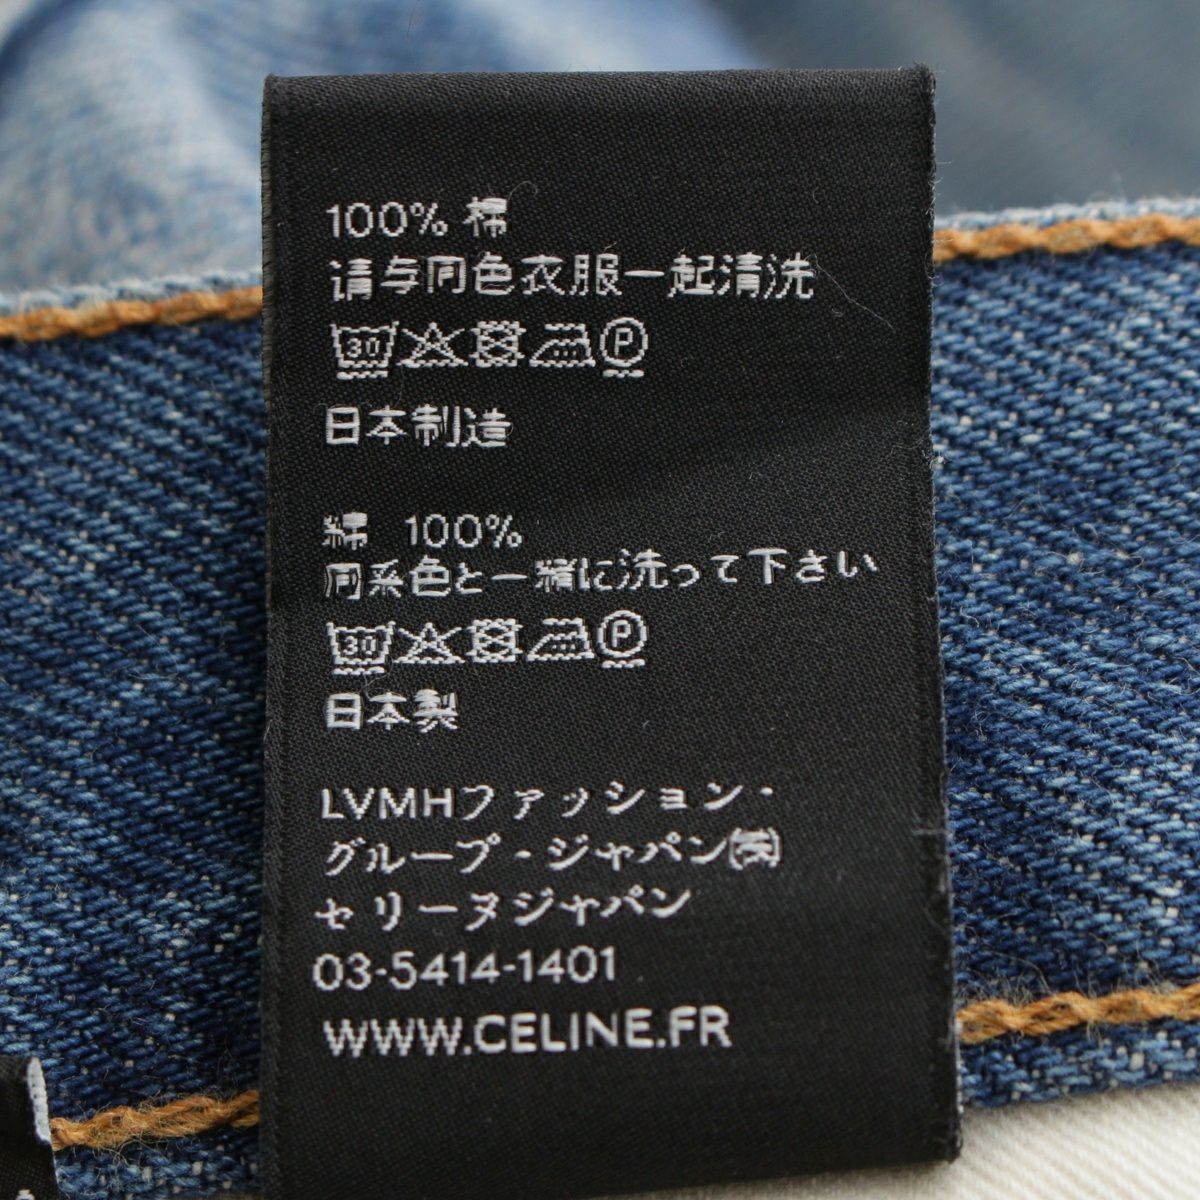 100% 棉
请与同色衣服一起清洗
30 P
日本制造
綿 100%
同系色と一緒に洗って下さい
30 P
日本製
LVMHファッション・
グループ・ジャパン㈱
セリーヌジャパン
03-5414-1401
WWW.CELINE.FR